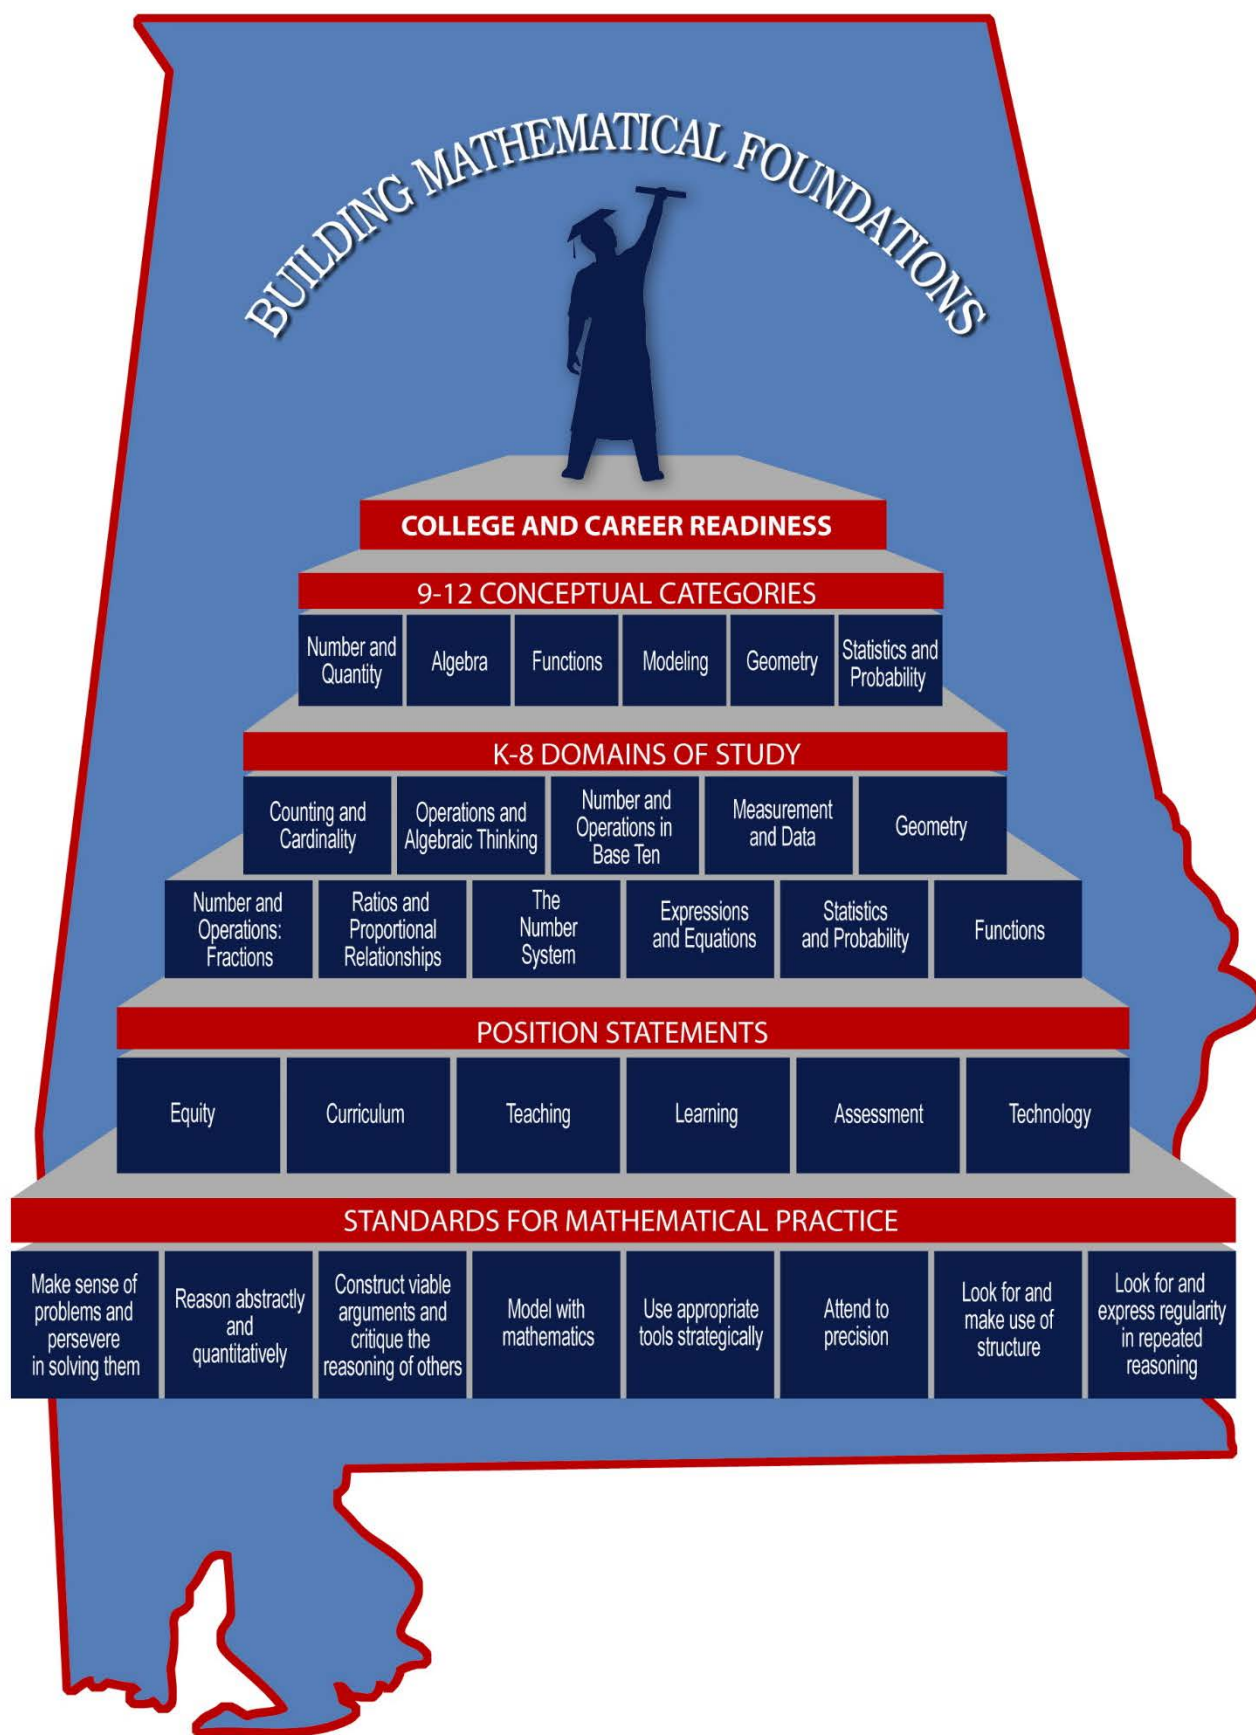 BUILDING MATHEMATICAL FOUNDATIONS
COLLEGE AND CAREER READINESS
9-12 CONCEPTUAL CATEGORIES
Number and
Quantity
Algebra
Functions
Modeling
Geometry
Statistics and
Probability
K-8 DOMAINS OF STUDY
Counting and
Cardinality
Operations and
Algebraic Thinking
Number and
Operations in
Base Ten
Measurement
and Data
Geometry
Number and
Operations:
Fractions
Ratios and
Proportional
Relationships
The
Number
System
Expressions
and Equations
Statistics
and Probability
Functions
POSITION STATEMENTS
Equity
Curriculum
Teaching
Learning
Assessment
Technology
STANDARDS FOR MATHEMATICAL PRACTICE
Make sense of
problems and
persevere
in solving them
Reason abstractly
and
quantitatively
Construct viable
arguments and
critique the
reasoning of others
Model with
mathematics
Use appropriate
tools strategically
Attend to
precision
Look for and
make use of
structure
Look for and
express regularity
in repeated
reasoning